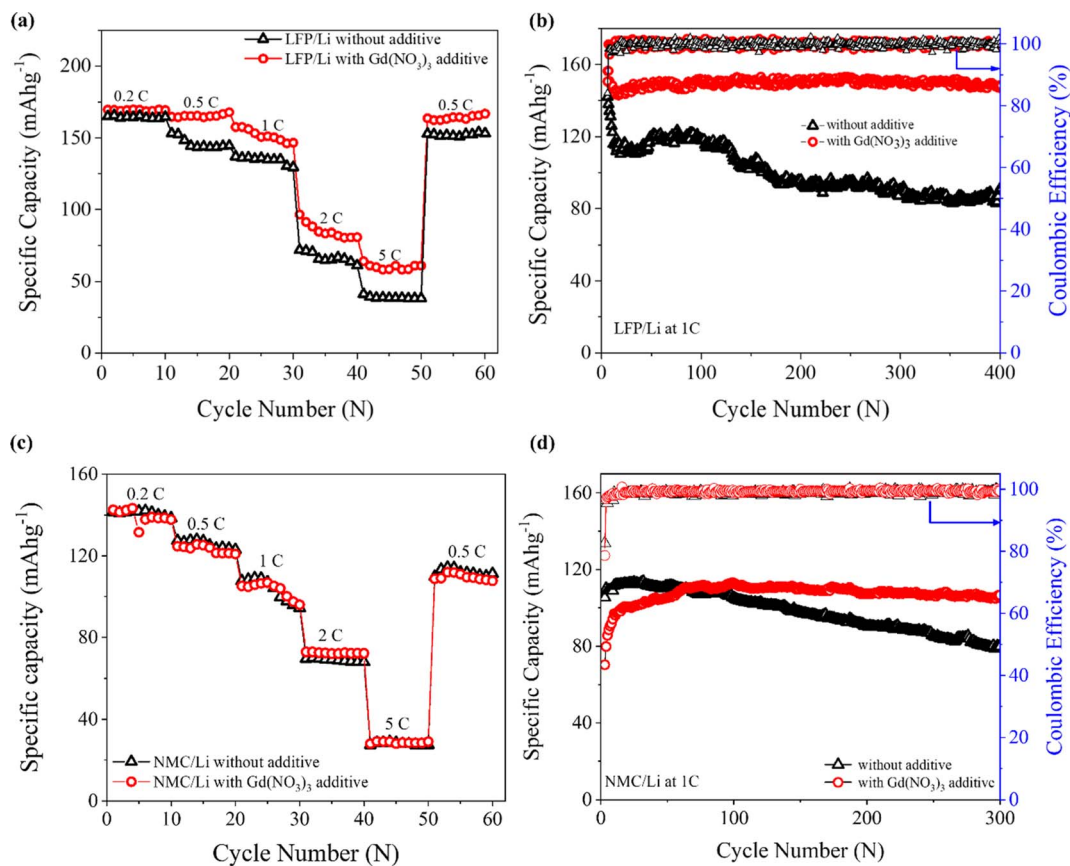 (a)
LFP/Li without additive
LFP/Li with Gd(NO₃)₃ additive
0.2 C
0.5 C
1 C
2 C
5 C
0.5 C
200
150
100
50
0
Specific Capacity (mAhg⁻¹)
0 10 20 30 40 50 60
Cycle Number (N)
(b)
without additive
with Gd(NO₃)₃ additive
LFP/Li at 1C
160
120
80
40
0
Specific Capacity (mAhg⁻¹)
100
80
60
40
20
0
Coulombic Efficiency (%)
0 100 200 300 400
Cycle Number (N)
(c)
0.2 C
0.5 C
1 C
2 C
5 C
0.5 C
NMC/Li without additive
NMC/Li with Gd(NO₃)₃ additive
160
120
80
40
0
Specific capacity (mAhg⁻¹)
0 10 20 30 40 50 60
Cycle Number (N)
(d)
without additive
with Gd(NO₃)₃ additive
NMC/Li at 1C
160
120
80
40
0
Specific Capacity (mAhg⁻¹)
100
80
60
40
20
0
Coulombic Efficiency (%)
100 200 300
Cycle Number (N)